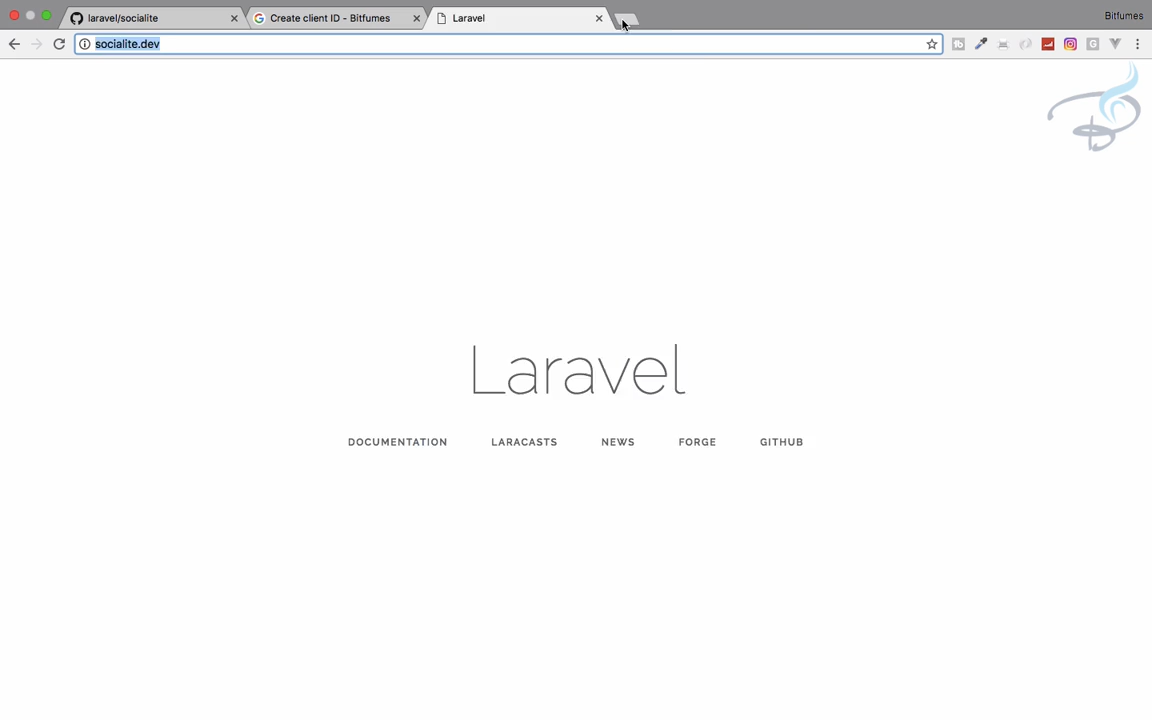 laravel/socialite
Create client ID - Bitfumes
Laravel
Bitfumes
socialite.dev
Laravel
DOCUMENTATION
LARACASTS
NEWS
FORGE
GITHUB